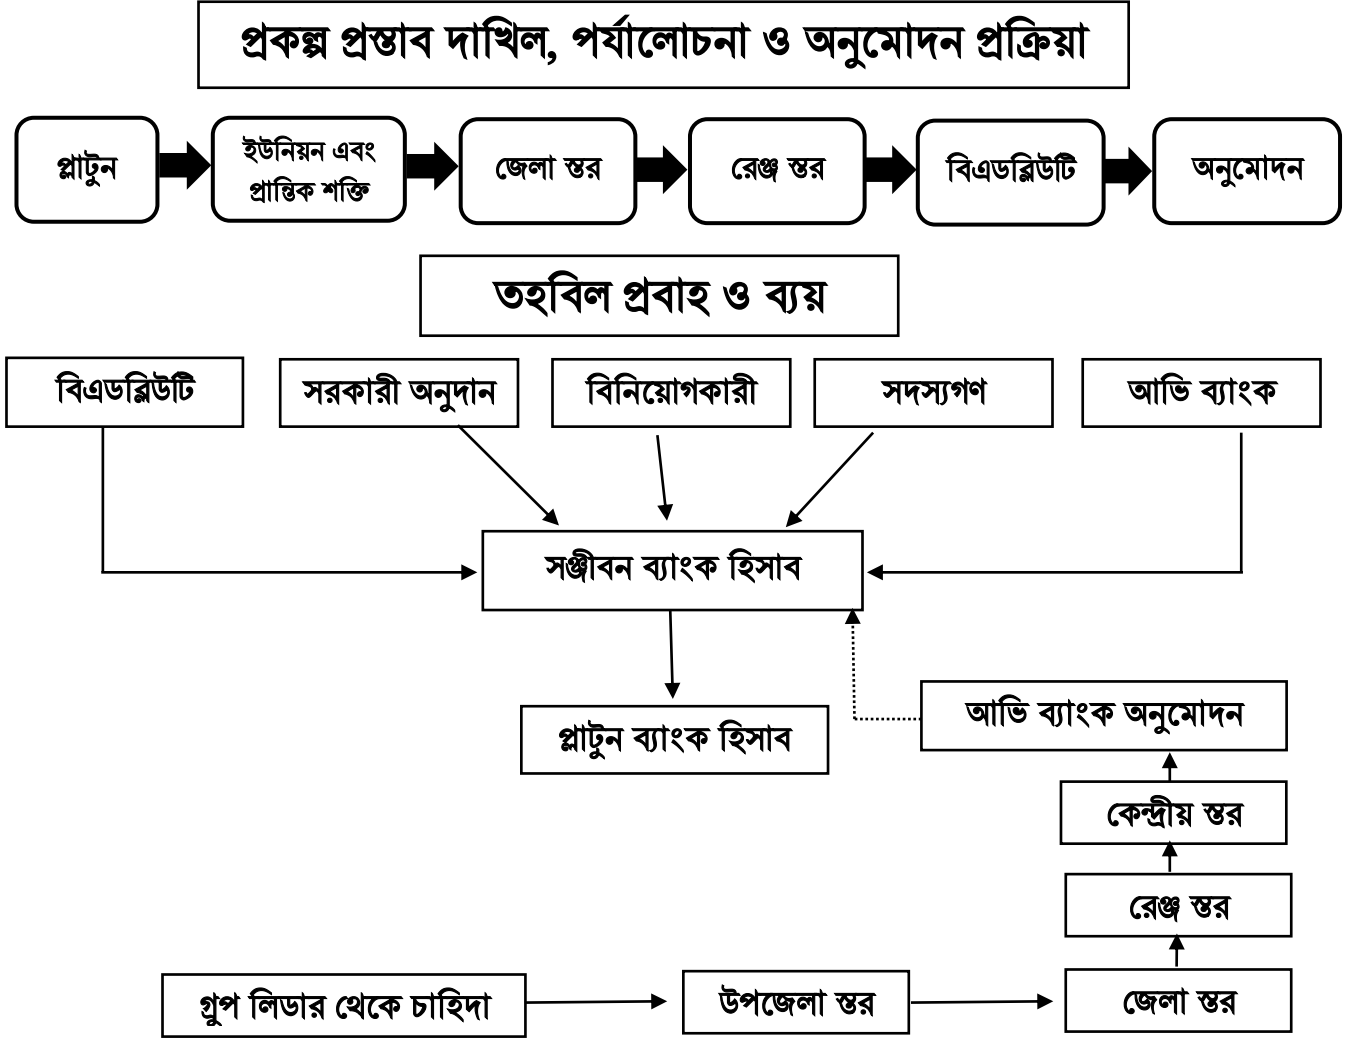 প্রকল্প প্রস্তাব দাখিল, পর্যালোচনা ও অনুমোদন প্রক্রিয়া
প্লাটুন
ইউনিয়ন এবং
প্রান্তিক শক্তি
জেলা স্তর
রেঞ্জ স্তর
বিএডব্লিউটি
অনুমোদন
তহবিল প্রবাহ ও ব্যয়
বিএডব্লিউটি
সরকারী অনুদান
বিনিয়োগকারী
সদস্যগণ
আভি ব্যাংক
সঞ্জীবন ব্যাংক হিসাব
প্লাটুন ব্যাংক হিসাব
আভি ব্যাংক অনুমোদন
কেন্দ্রীয় স্তর
রেঞ্জ স্তর
গ্রুপ লিডার থেকে চাহিদা
উপজেলা স্তর
জেলা স্তর